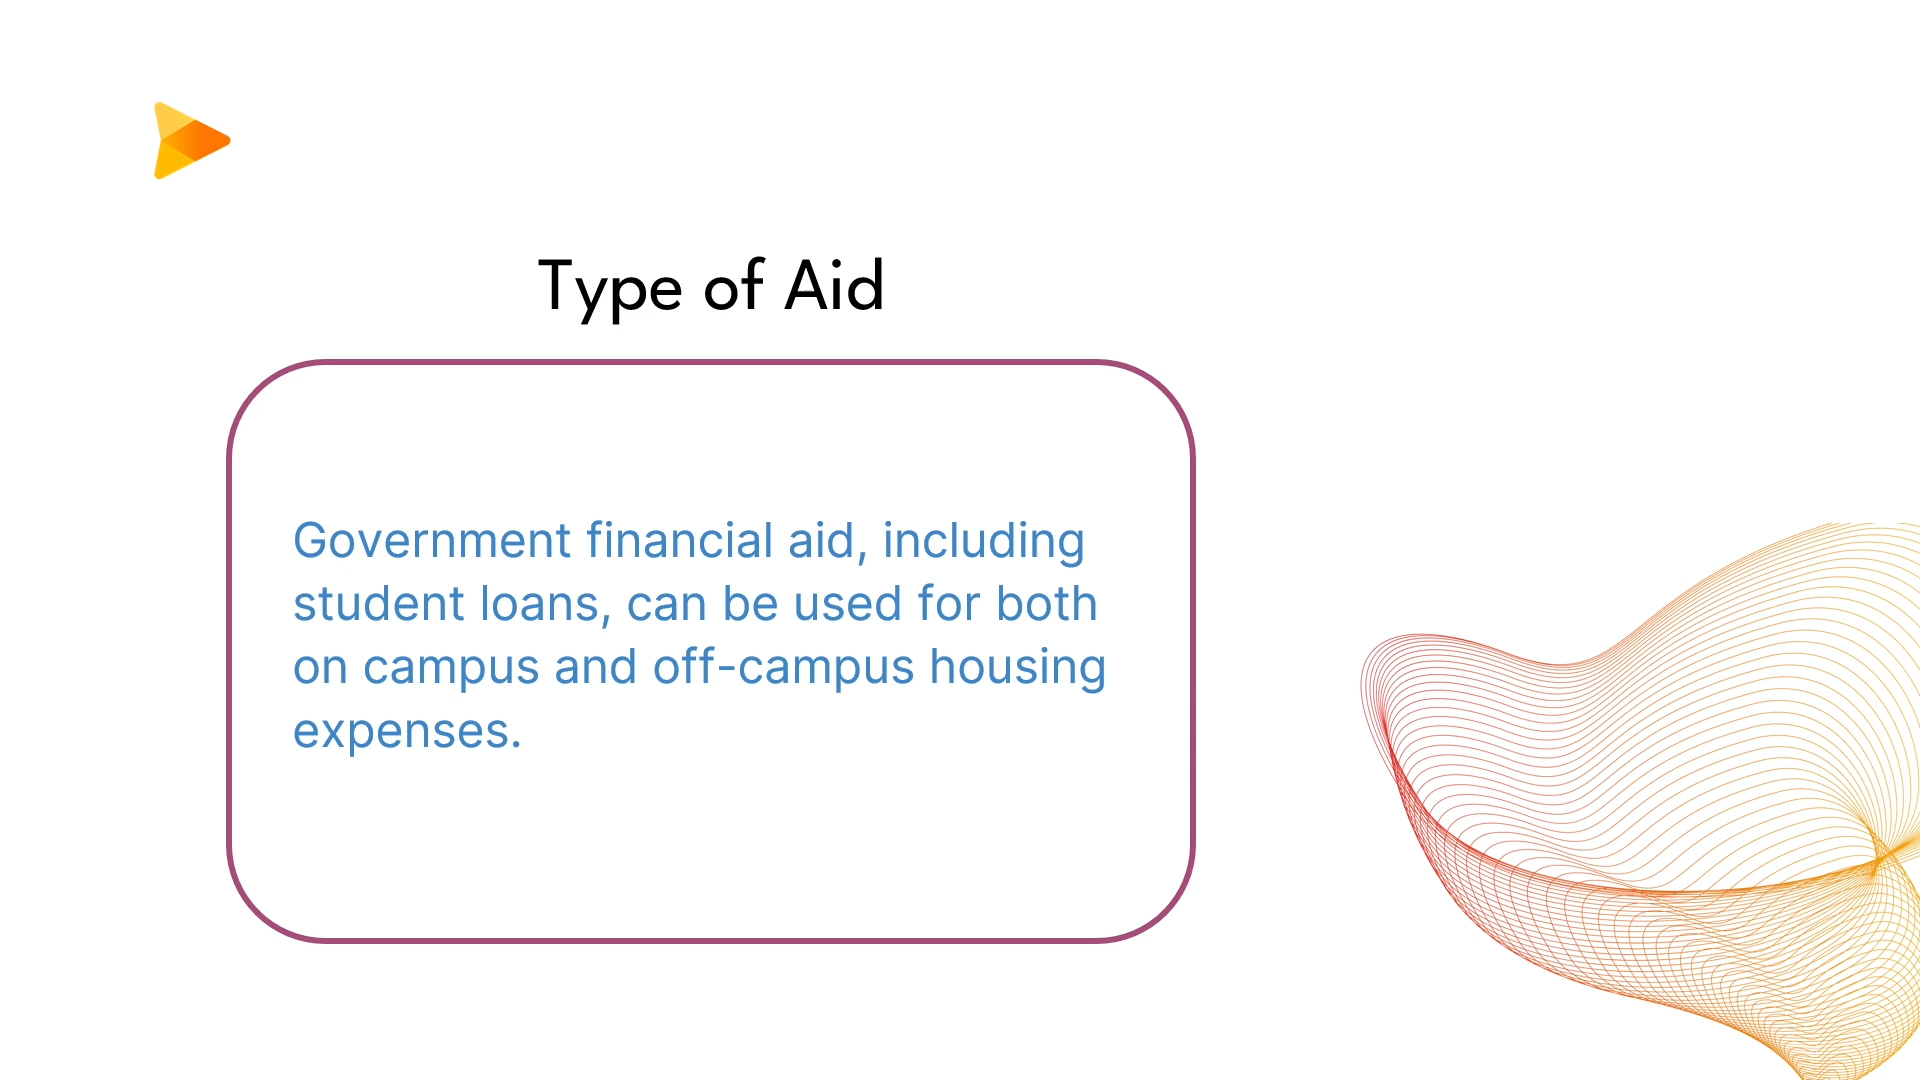 Type of Aid
Government financial aid, including
student loans, can be used for both
on campus and off-campus housing
expenses.